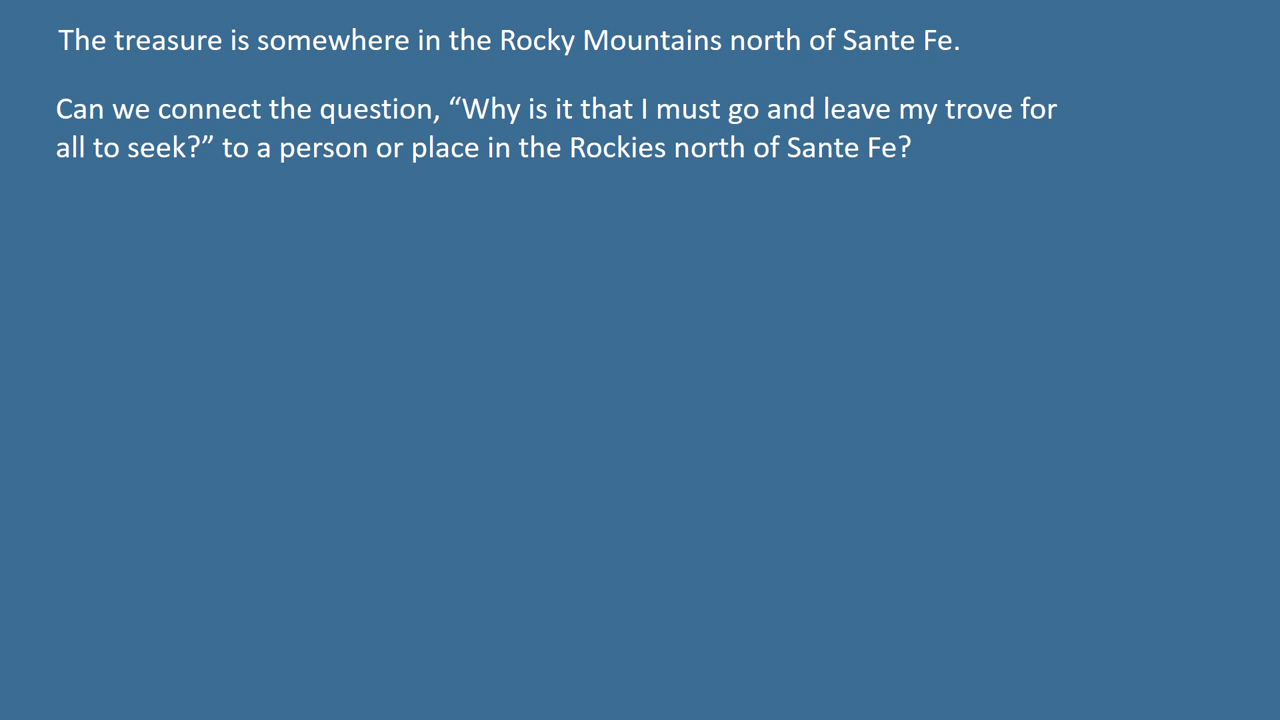 The treasure is somewhere in the Rocky Mountains north of Sante Fe.
Can we connect the question, “Why is it that I must go and leave my trove for
all to seek?” to a person or place in the Rockies north of Sante Fe?